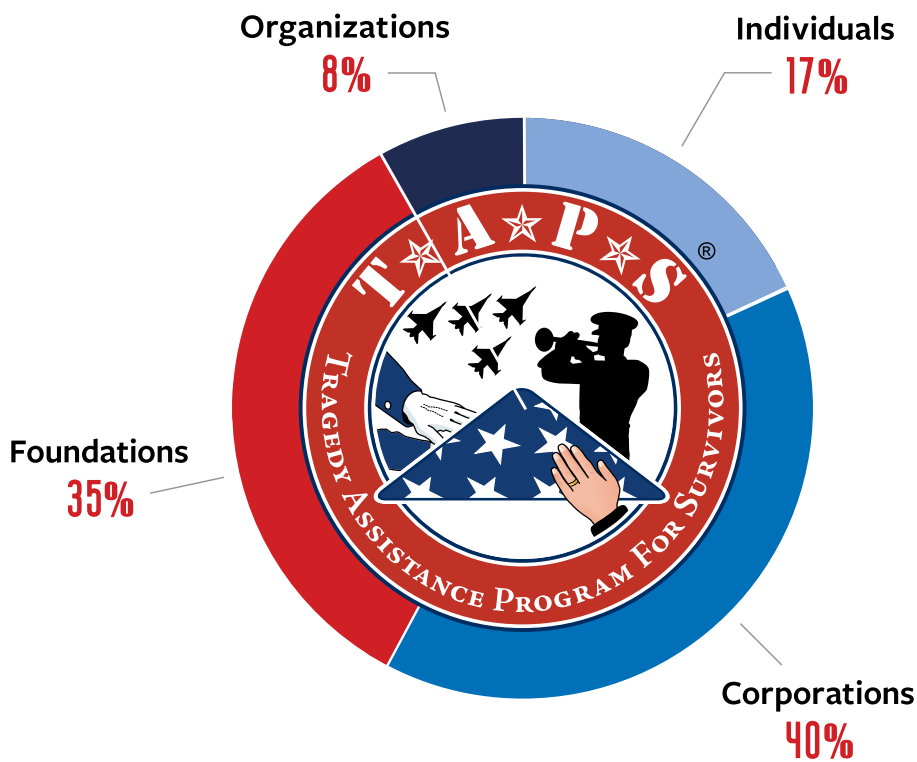 Organizations
8%
Individuals
17%
T A P S ®
TRAGEDY ASSISTANCE PROGRAM FOR SURVIVORS
Foundations
35%
Corporations
40%